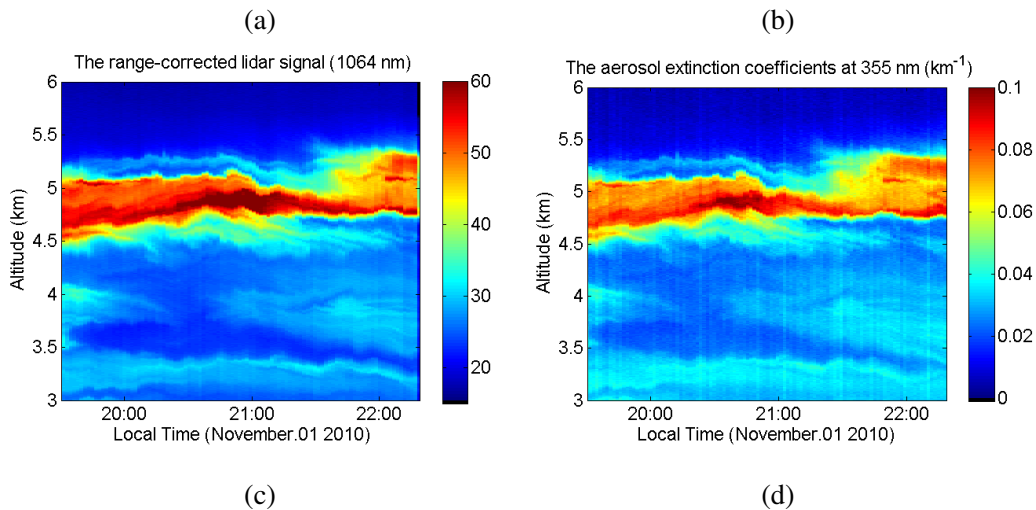 (a) (b)
The range-corrected lidar signal (1064 nm)
6
5.5
5
4.5
4
3.5
3
Altitude (km)
20:00 21:00 22:00
Local Time (November.01 2010)
60
50
40
30
20
The aerosol extinction coefficients at 355 nm (km⁻¹)
6
5.5
5
4.5
4
3.5
3
Altitude (km)
20:00 21:00 22:00
Local Time (November.01 2010)
0.1
0.08
0.06
0.04
0.02
0
(c) (d)